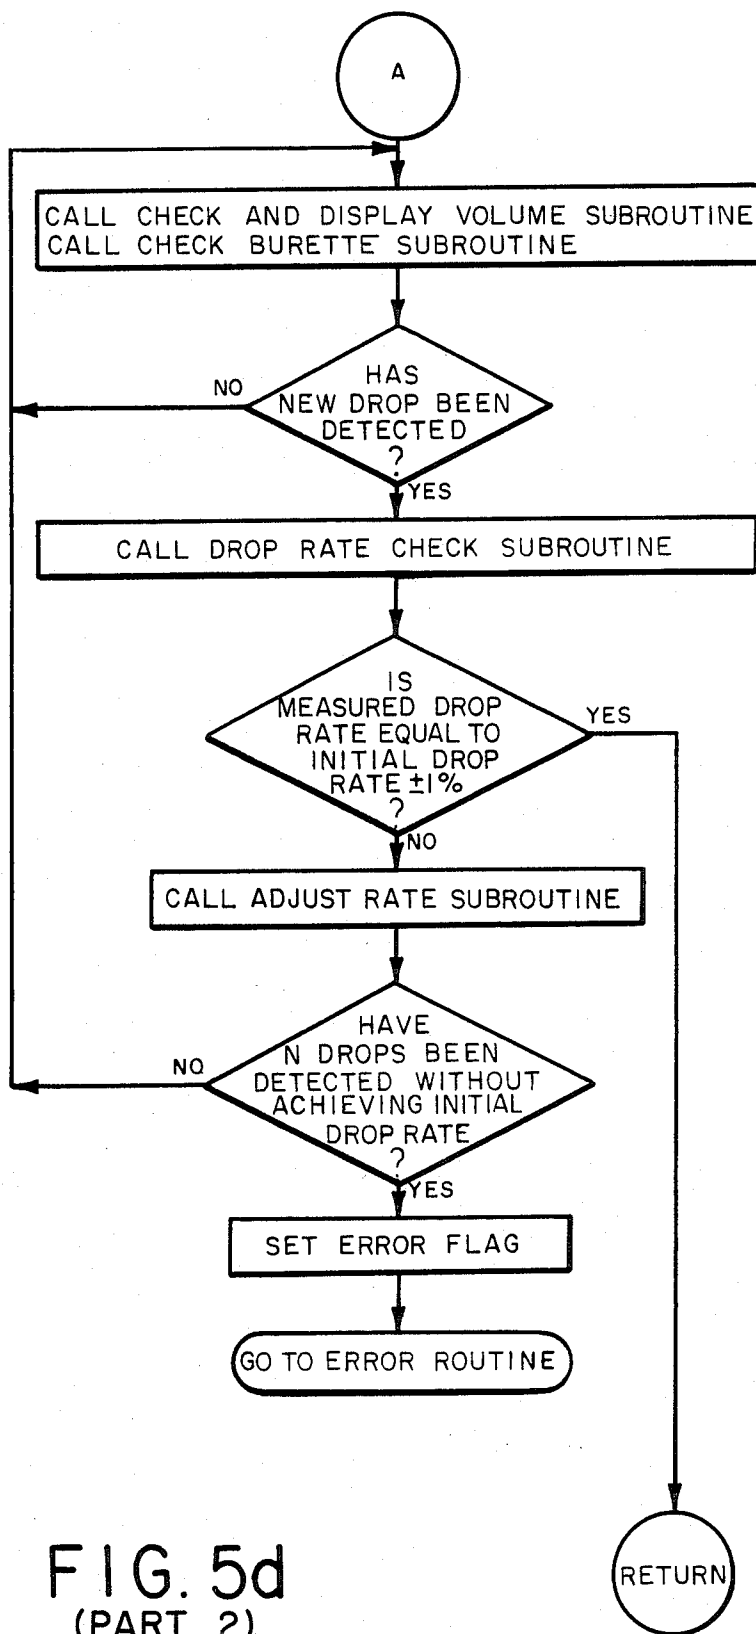 A
CALL CHECK AND DISPLAY VOLUME SUBROUTINE
CALL CHECK BURETTE SUBROUTINE
HAS
NEW DROP BEEN
DETECTED
?
NO
YES
CALL DROP RATE CHECK SUBROUTINE
IS
MEASURED DROP
RATE EQUAL TO
INITIAL DROP
RATE ±1%
?
YES
NO
CALL ADJUST RATE SUBROUTINE
HAVE
N DROPS BEEN
DETECTED WITHOUT
ACHIEVING INITIAL
DROP RATE
?
NO
YES
SET ERROR FLAG
GO TO ERROR ROUTINE
RETURN
FIG. 5d
(PART 2)